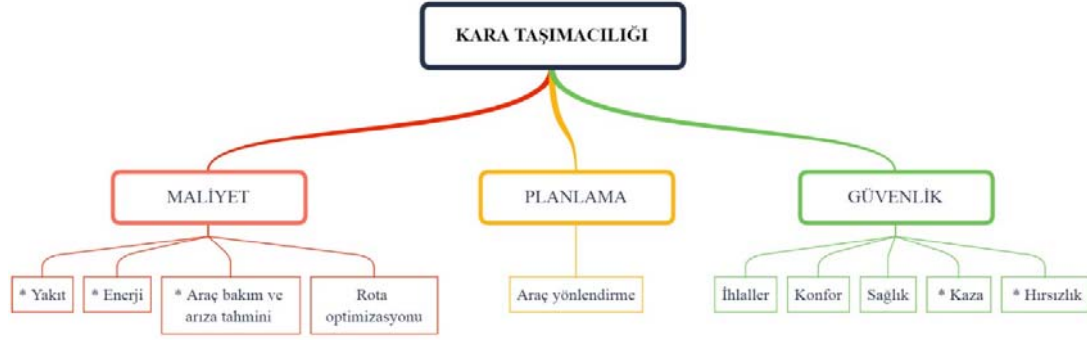 KARA TAŞIMACILIĞI
MALİYET
PLANLAMA
GÜVENLİK
* Yakıt
* Enerji
* Araç bakım ve
arıza tahmini
Rota
optimizasyonu
Araç yönlendirme
İhlaller
Konfor
Sağlık
* Kaza
* Hırsızlık